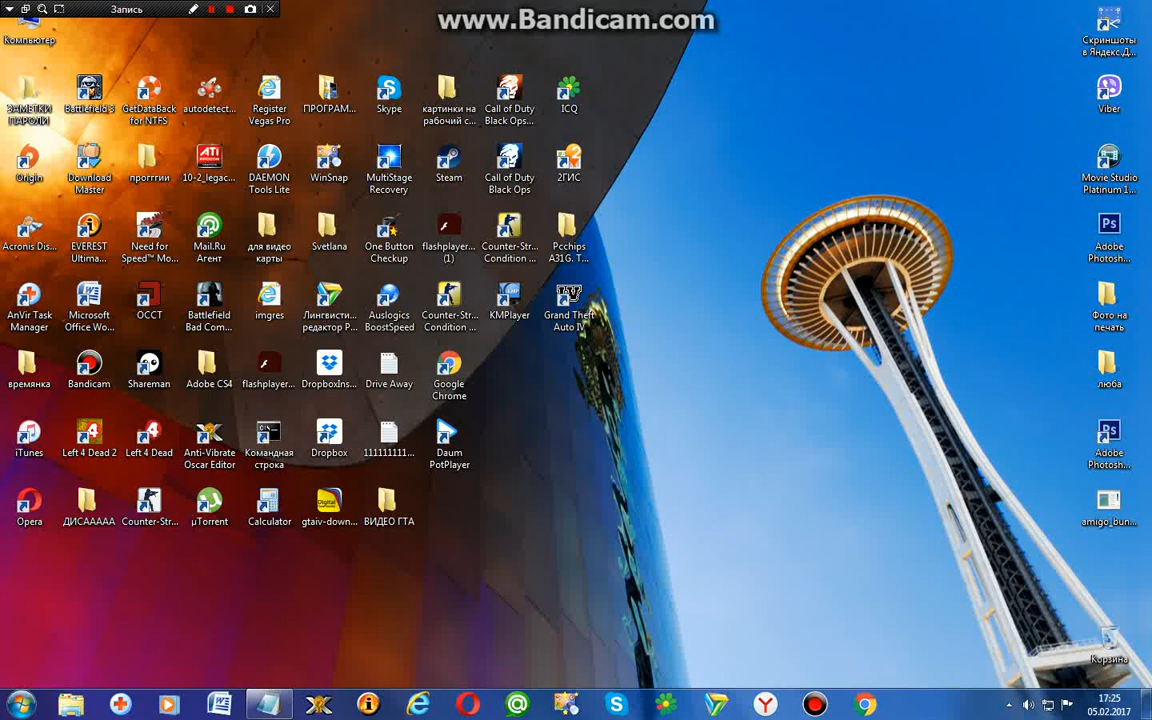 Запись
www.Bandicam.com
Компьютер
Скриншоты
в Яндекс.Д...
ЗАМЕТКИ
ПАРОЛИ
Battlefield 3
GetDataBack
for NTFS
autodetect...
Register
Vegas Pro
ПРОГРАМ...
Skype
картинки на
рабочий с...
Call of Duty
Black Ops...
ICQ
Viber
Origin
Download
Master
прогггии
10-2_legac...
DAEMON
Tools Lite
WinSnap
MultiStage
Recovery
Steam
Call of Duty
Black Ops
2ГИС
Movie Studio
Platinum 1...
Acronis Dis...
EVEREST
Ultima...
Need for
Speed™ Mo...
Mail.Ru
Агент
для видео
карты
Svetlana
One Button
Checkup
flashplayer...
(1)
Counter-Str...
Condition ...
Pcchips
A31G. T...
Adobe
Photosh...
AnVir Task
Manager
Microsoft
Office Wo...
OCCT
Battlefield
Bad Com...
imgres
Лингвисти...
редактор P...
Auslogics
BoostSpeed
Counter-Str...
Condition ...
KMPlayer
Grand Theft
Auto IV
Фото на
печать
времянка
Bandicam
Shareman
Adobe CS4
flashplayer...
DropboxIns...
Drive Away
Google
Chrome
люба
iTunes
Left 4 Dead 2
Left 4 Dead
Anti-Vibrate
Oscar Editor
Командная
строка
Dropbox
111111111...
Daum
PotPlayer
Adobe
Photosh...
Opera
ДИСААААА
Counter-Str...
µTorrent
Calculator
gtaiv-down...
ВИДЕО ГТА
amigo_bun...
Корзина
17:25
05.02.2017